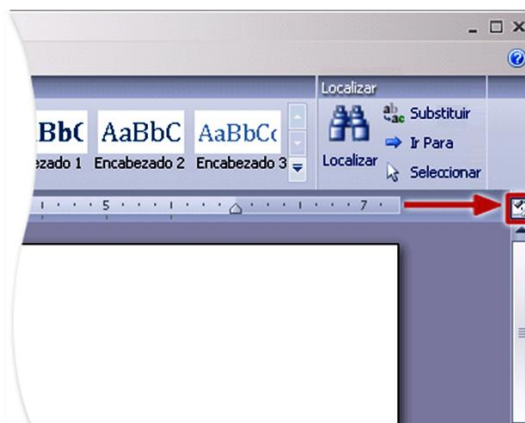 Localizar
BbC AaBbC AaBbCc
ezado 1 Encabezado 2 Encabezado 3
Localizar
Substituir
Ir Para
Seleccionar
5 7